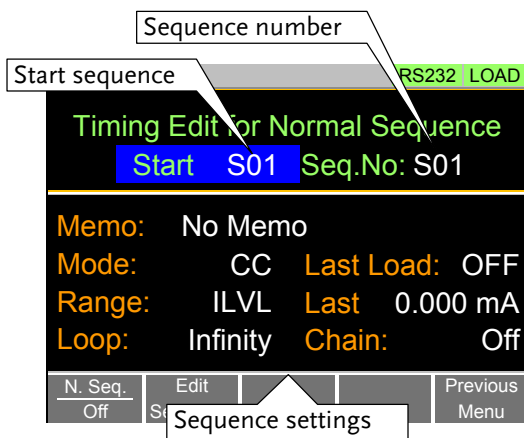 Sequence number
Start sequence
RS232 LOAD
Timing Edit for Normal Sequence
Start S01 Seq.No: S01
Memo: No Memo
Mode: CC Last Load: OFF
Range: ILVL Last 0.000 mA
Loop: Infinity Chain: Off
N. Seq. Edit Previous
Off Menu
Sequence settings